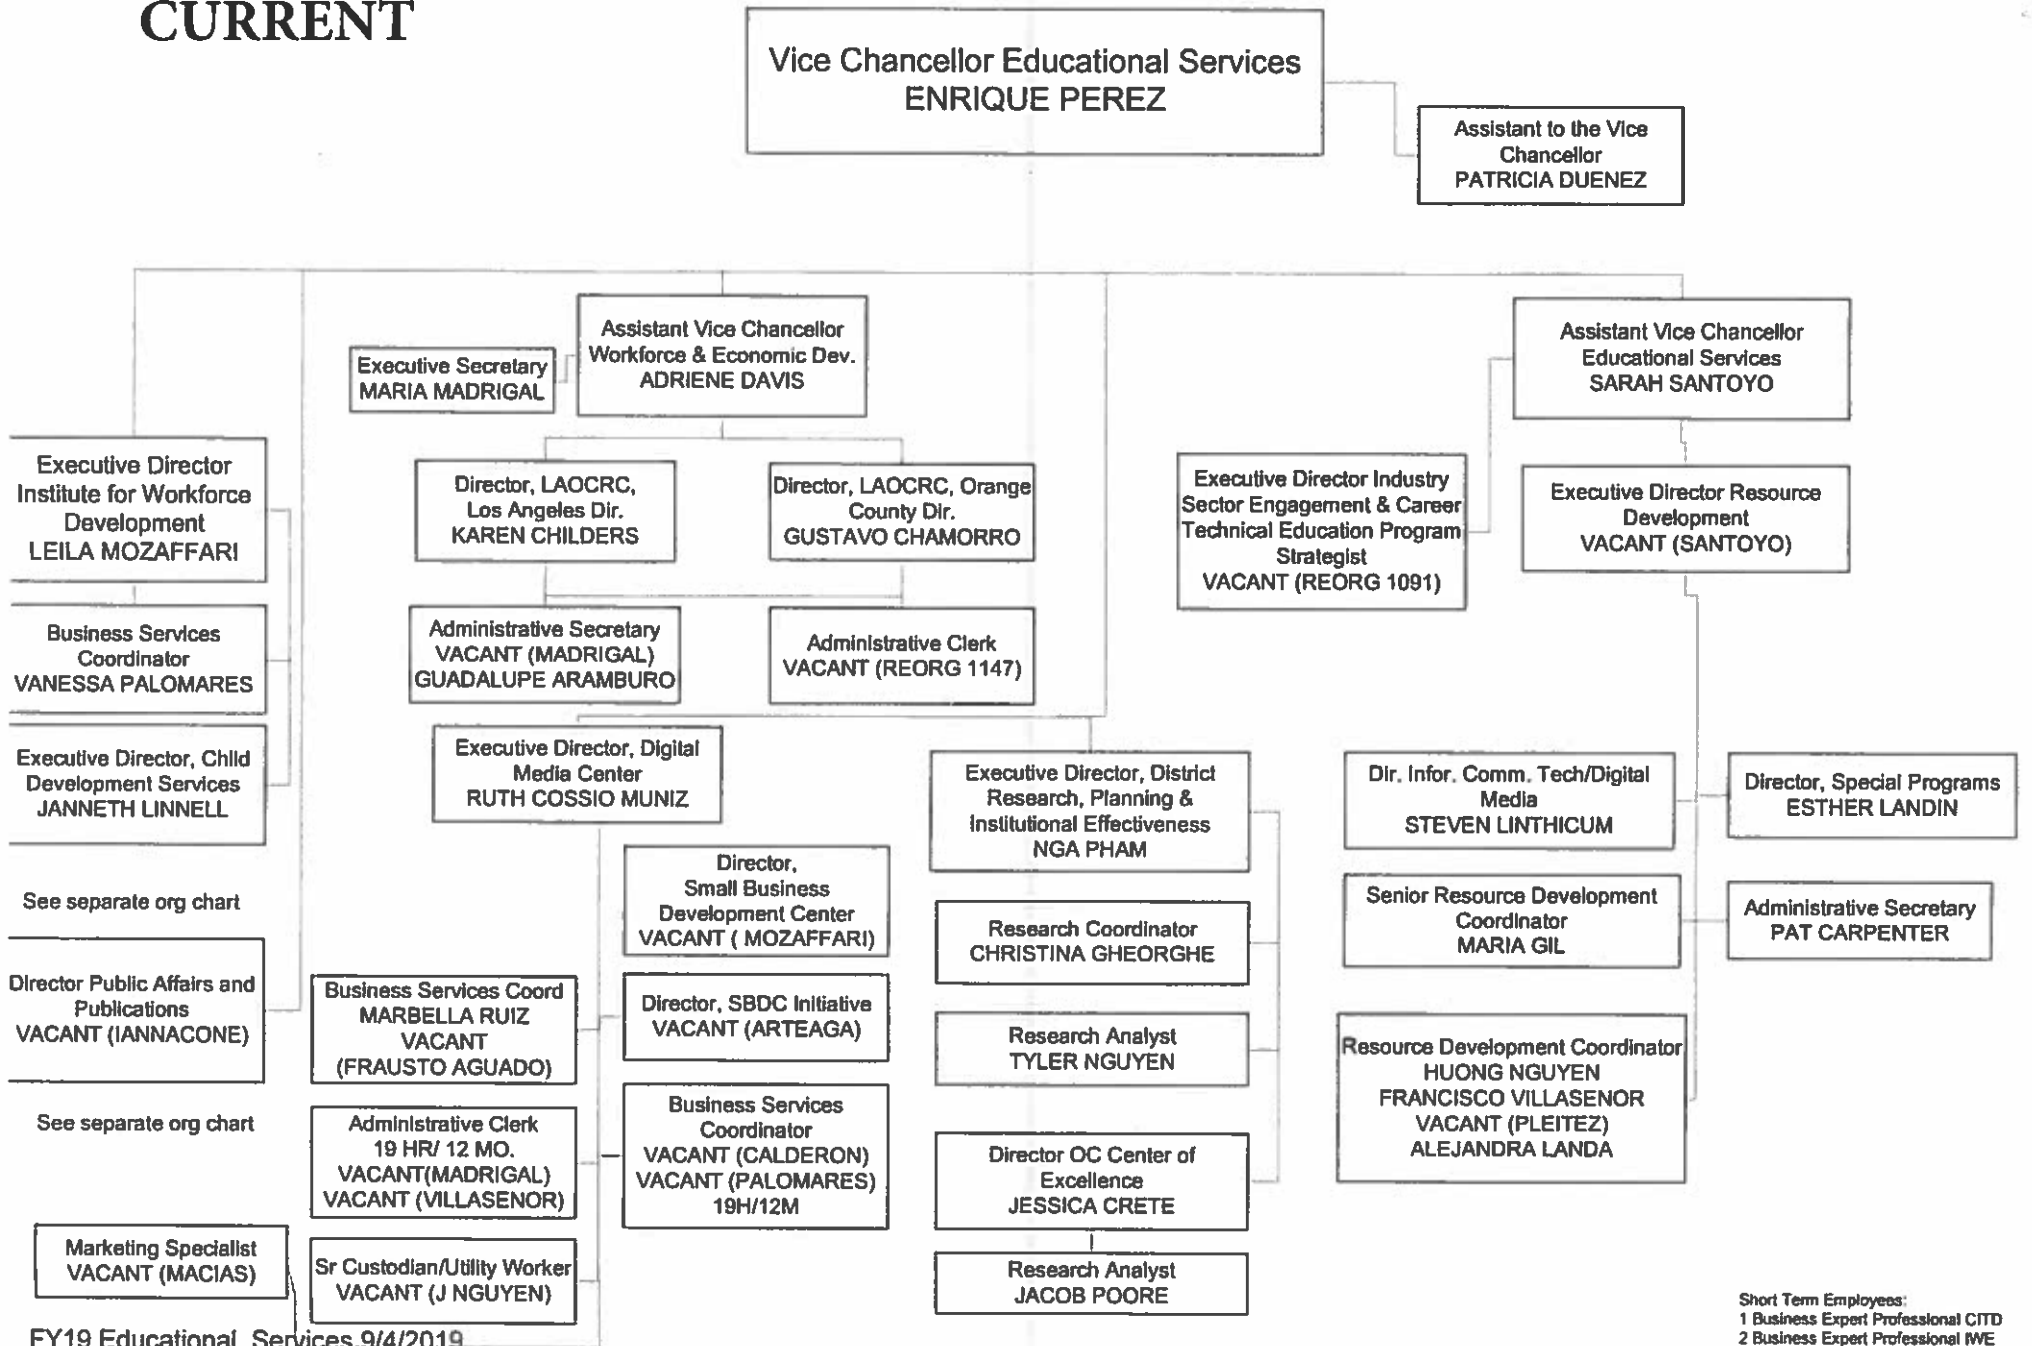 CURRENT
Vice Chancellor Educational Services
ENRIQUE PEREZ
Assistant to the Vice
Chancellor
PATRICIA DUENEZ
Assistant Vice Chancellor
Workforce & Economic Dev.
ADRIENE DAVIS
Executive Secretary
MARIA MADRIGAL
Assistant Vice Chancellor
Educational Services
SARAH SANTOYO
Executive Director
Institute for Workforce
Development
LEILA MOZAFFARI
Director, LAOCRC,
Los Angeles Dir.
KAREN CHILDERS
Director, LAOCRC, Orange
County Dir.
GUSTAVO CHAMORRO
Executive Director Industry
Sector Engagement & Career
Technical Education Program
Strategist
VACANT (REORG 1091)
Executive Director Resource
Development
VACANT (SANTOYO)
Business Services
Coordinator
VANESSA PALOMARES
Administrative Secretary
VACANT (MADRIGAL)
GUADALUPE ARAMBURO
Administrative Clerk
VACANT (REORG 1147)
Executive Director, Child
Development Services
JANNETH LINNELL
Executive Director, Digital
Media Center
RUTH COSSIO MUNIZ
Executive Director, District
Research, Planning &
Institutional Effectiveness
NGA PHAM
Dir. Infor. Comm. Tech/Digital
Media
STEVEN LINTHICUM
Director, Special Programs
ESTHER LANDIN
See separate org chart
Director,
Small Business
Development Center
VACANT ( MOZAFFARI)
Research Coordinator
CHRISTINA GHEORGHE
Senior Resource Development
Coordinator
MARIA GIL
Administrative Secretary
PAT CARPENTER
Director Public Affairs and
Publications
VACANT (IANNACONE)
Business Services Coord
MARBELLA RUIZ
VACANT
(FRAUSTO AGUADO)
Director, SBDC Initiative
VACANT (ARTEAGA)
Research Analyst
TYLER NGUYEN
Resource Development Coordinator
HUONG NGUYEN
FRANCISCO VILLASENOR
VACANT (PLEITEZ)
ALEJANDRA LANDA
See separate org chart
Administrative Clerk
19 HR/ 12 MO.
VACANT(MADRIGAL)
VACANT (VILLASENOR)
Business Services
Coordinator
VACANT (CALDERON)
VACANT (PALOMARES)
19H/12M
Director OC Center of
Excellence
JESSICA CRETE
Marketing Specialist
VACANT (MACIAS)
Sr Custodian/Utility Worker
VACANT (J NGUYEN)
Research Analyst
JACOB POORE
Short Term Employees:
1 Business Expert Professional CITD
2 Business Expert Professional IWE
FY19 Educational Services 9/4/2019